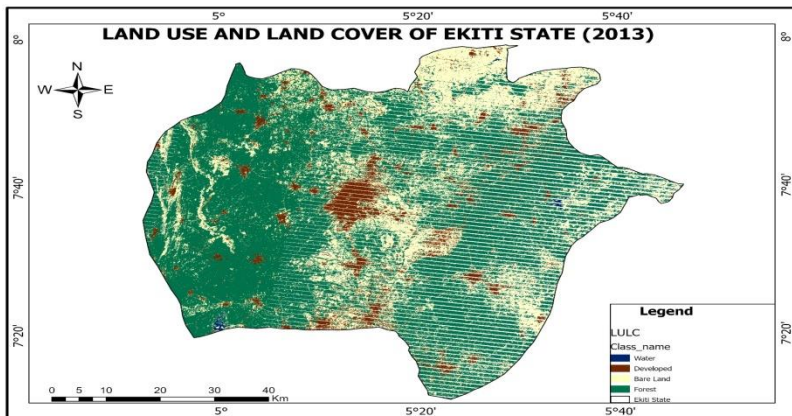 5° 5°20' 5°40'
8° LAND USE AND LAND COVER OF EKITI STATE (2013) 8°
N
W E
S
7°40' 7°40'
7°20' 7°20'
Legend
LULC
Class_name
Water
Developed
Bare Land
Forest
Ekiti State
0 5 10 20 30 40
Km
5° 5°20' 5°40'